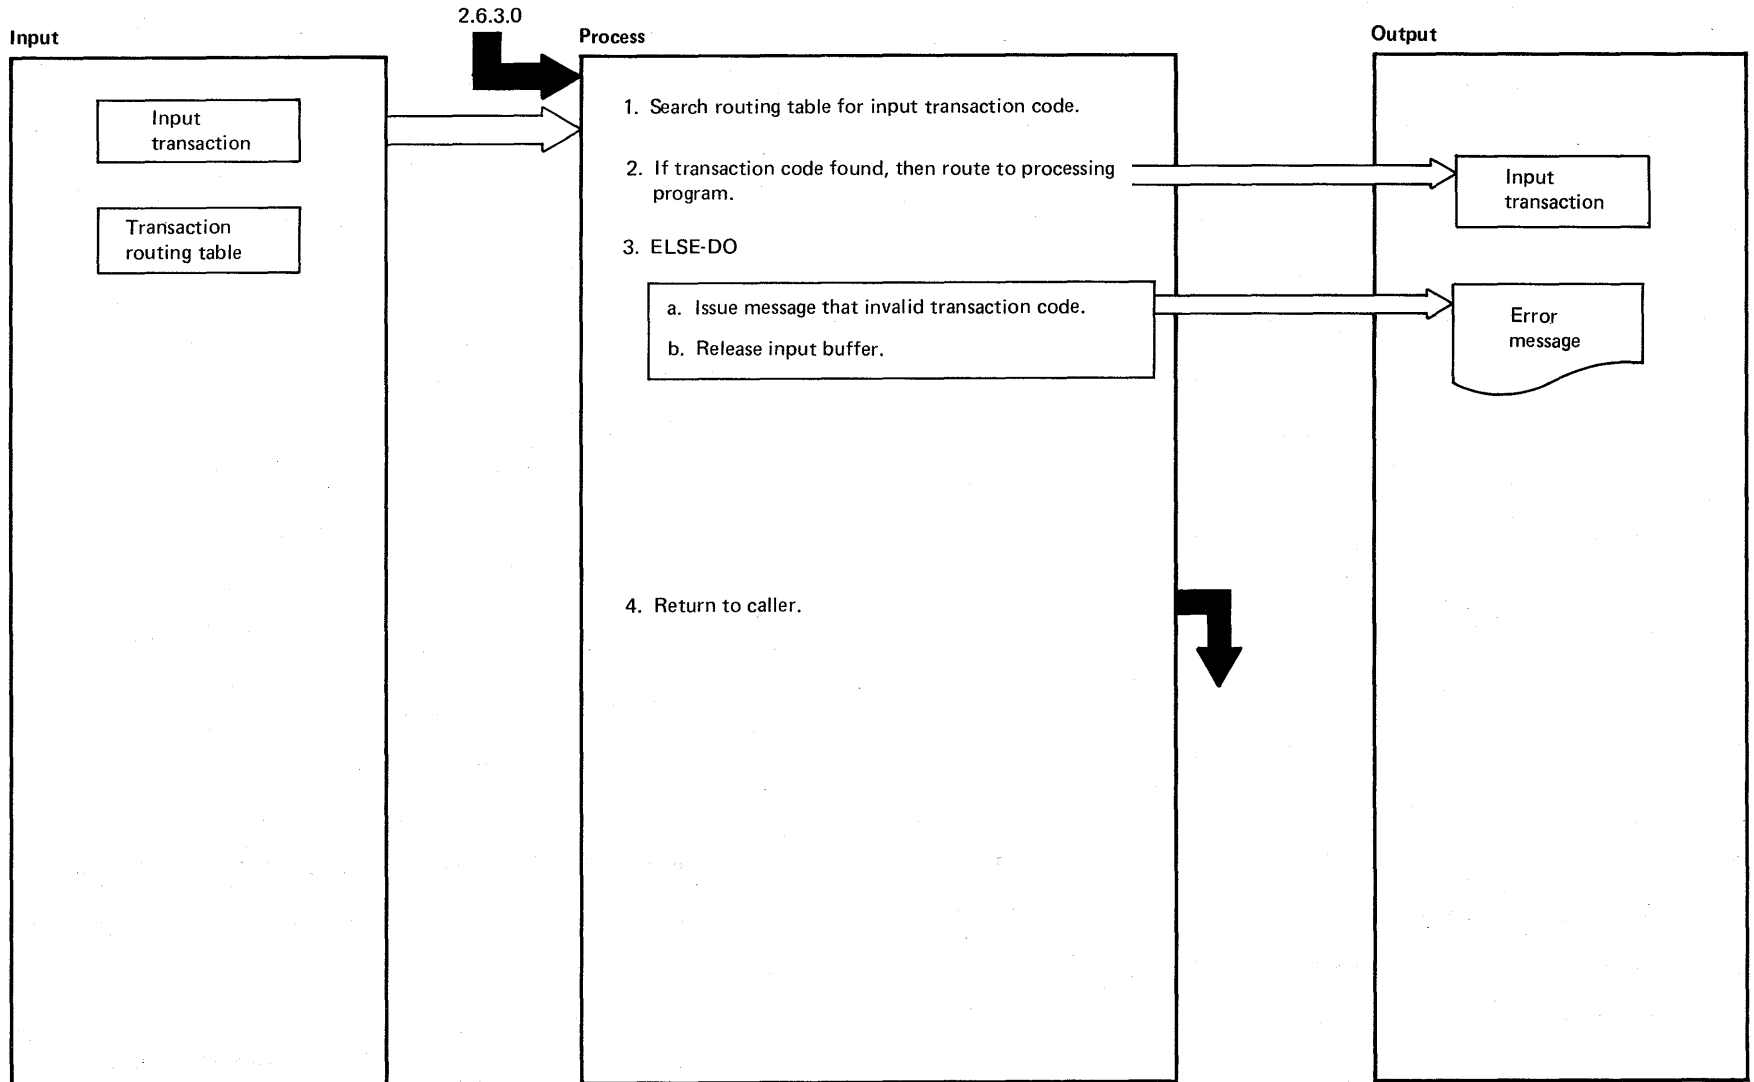 2.6.3.0
Input
Process
Output
Input
transaction
Transaction
routing table
1. Search routing table for input transaction code.
2. If transaction code found, then route to processing
program.
3. ELSE-DO
a. Issue message that invalid transaction code.
b. Release input buffer.
4. Return to caller.
Input
transaction
Error
message